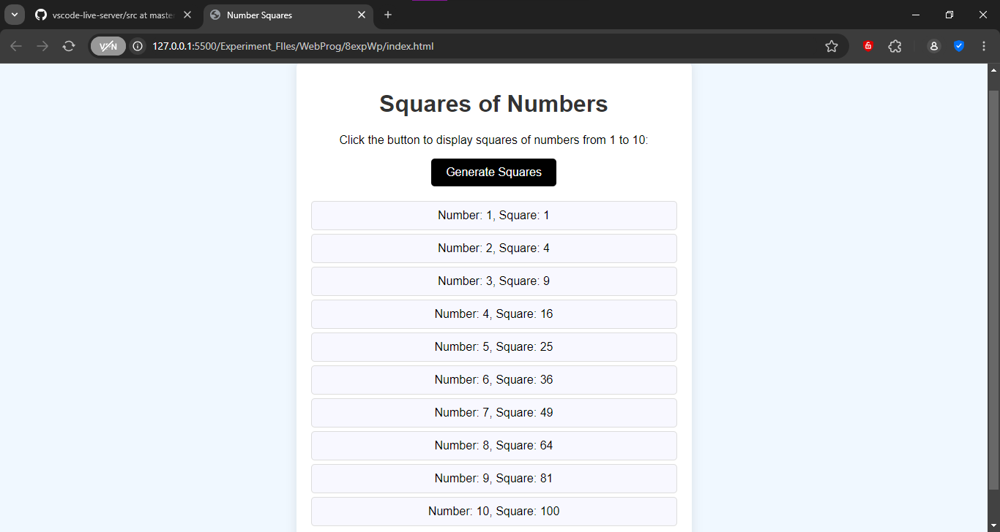 vscode-live-server/src at master
Number Squares
VPN
127.0.0.1:5500/Experiment_FIles/WebProg/8expWp/index.html
Squares of Numbers
Click the button to display squares of numbers from 1 to 10:
Generate Squares
Number: 1, Square: 1
Number: 2, Square: 4
Number: 3, Square: 9
Number: 4, Square: 16
Number: 5, Square: 25
Number: 6, Square: 36
Number: 7, Square: 49
Number: 8, Square: 64
Number: 9, Square: 81
Number: 10, Square: 100